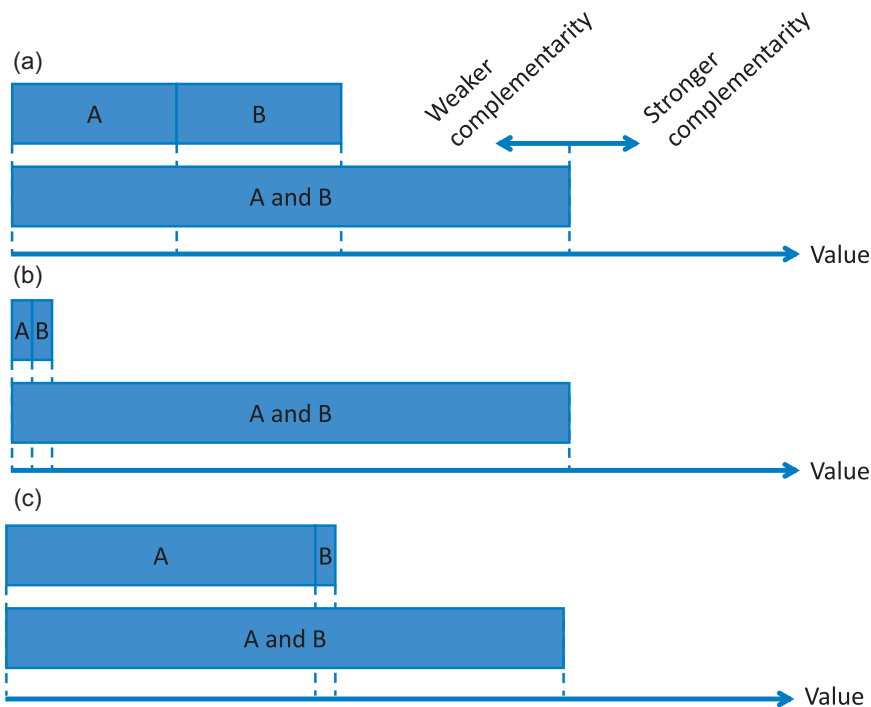 (a)
Weaker
complementarity
Stronger
complementarity
A
B
A and B
Value
(b)
A
B
A and B
Value
(c)
A
B
A and B
Value